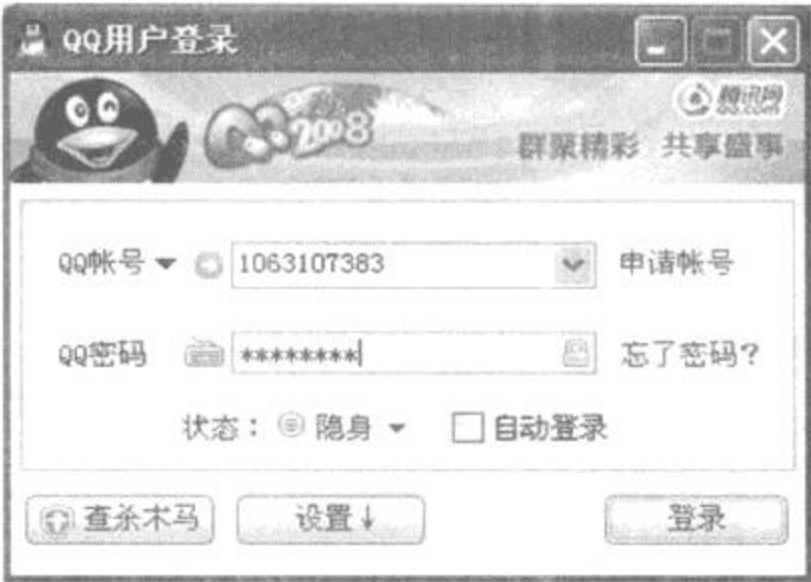 QQ用户登录
QQ2008
腾讯网
QQ.com
群聚精彩 共享盛事
QQ帐号 1063107383 申请帐号
QQ密码 ******** 忘了密码?
状态: 隐身 自动登录
查杀木马 设置↓ 登录